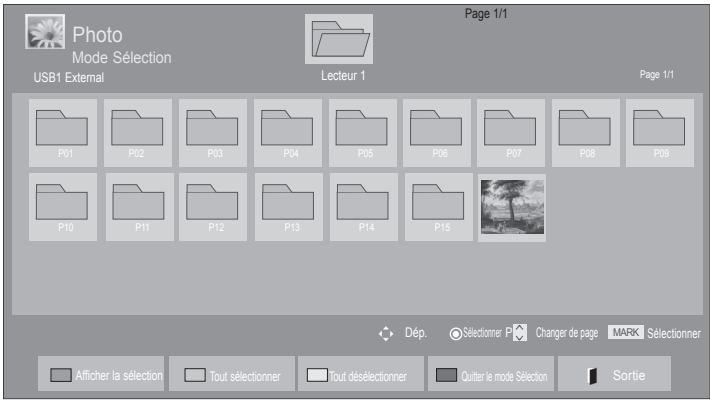 Page 1/1
Photo
Mode Sélection
USB1 External
Lecteur 1
Page 1/1
P01 P02 P03 P04 P05 P06 P07 P08 P09
P10 P11 P12 P13 P14 P15
Dép. Sélectionner P Changer de page MARK Sélectionner
Afficher la sélection Tout sélectionner Tout désélectionner Quitter le mode Sélection Sortie